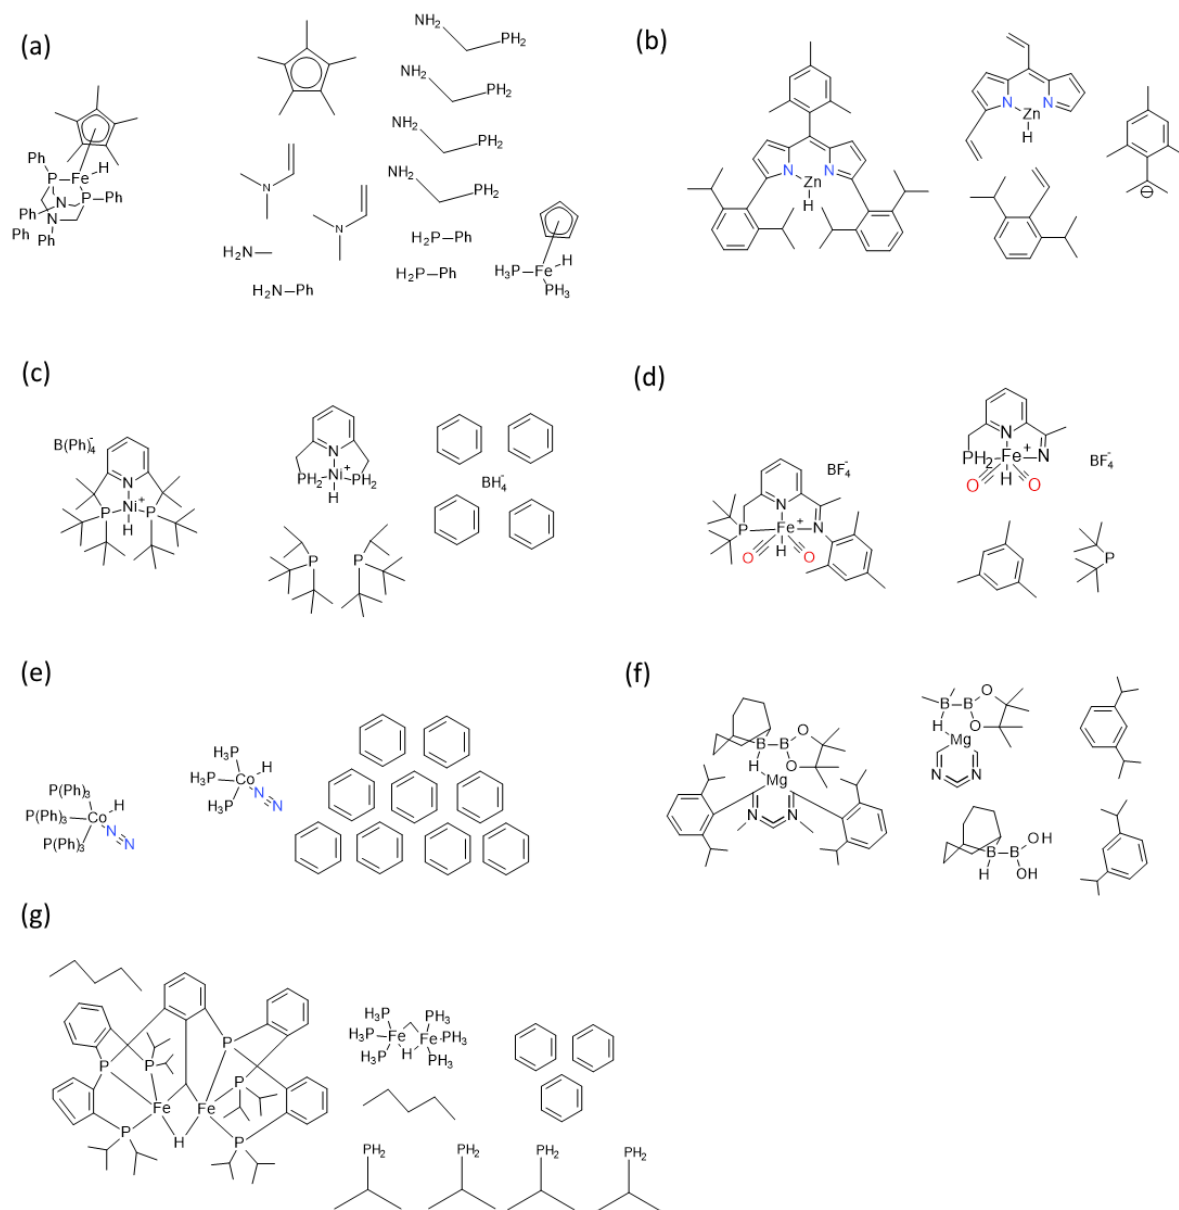 (a)
NH2
PH2
NH2
PH2
NH2
PH2
NH2
PH2
Ph
P
Fe
H
P
Ph
N
Ph
N
Ph
N
N
H2N
H2N—Ph
H2P—Ph
H2P—Ph
H3P
Fe
H
PH3
(b)
N
N
Zn
H
N
N
Zn
H
⊖
(c)
B(Ph)4-
N
P
Ni+
P
H
N
PH2
Ni+
PH2
H
BH4-
P
P
(d)
BF4-
N
P
Fe+
N
O
H
O
N
PH2
Fe+
N
O
H
O
BF4-
P
(e)
P(Ph)3
P(Ph)3
P(Ph)3
Co
H
N
N
H3P
H3P
H3P
Co
H
N
N
(f)
B
B
O
O
H
Mg
N
N
B
B
O
O
H
Mg
N
N
B
B
OH
OH
H
(g)
P
P
P
P
P
P
Fe
Fe
H
H3P
H3P
H3P
Fe
Fe
H
PH3
PH3
PH3
PH2
PH2
PH2
PH2